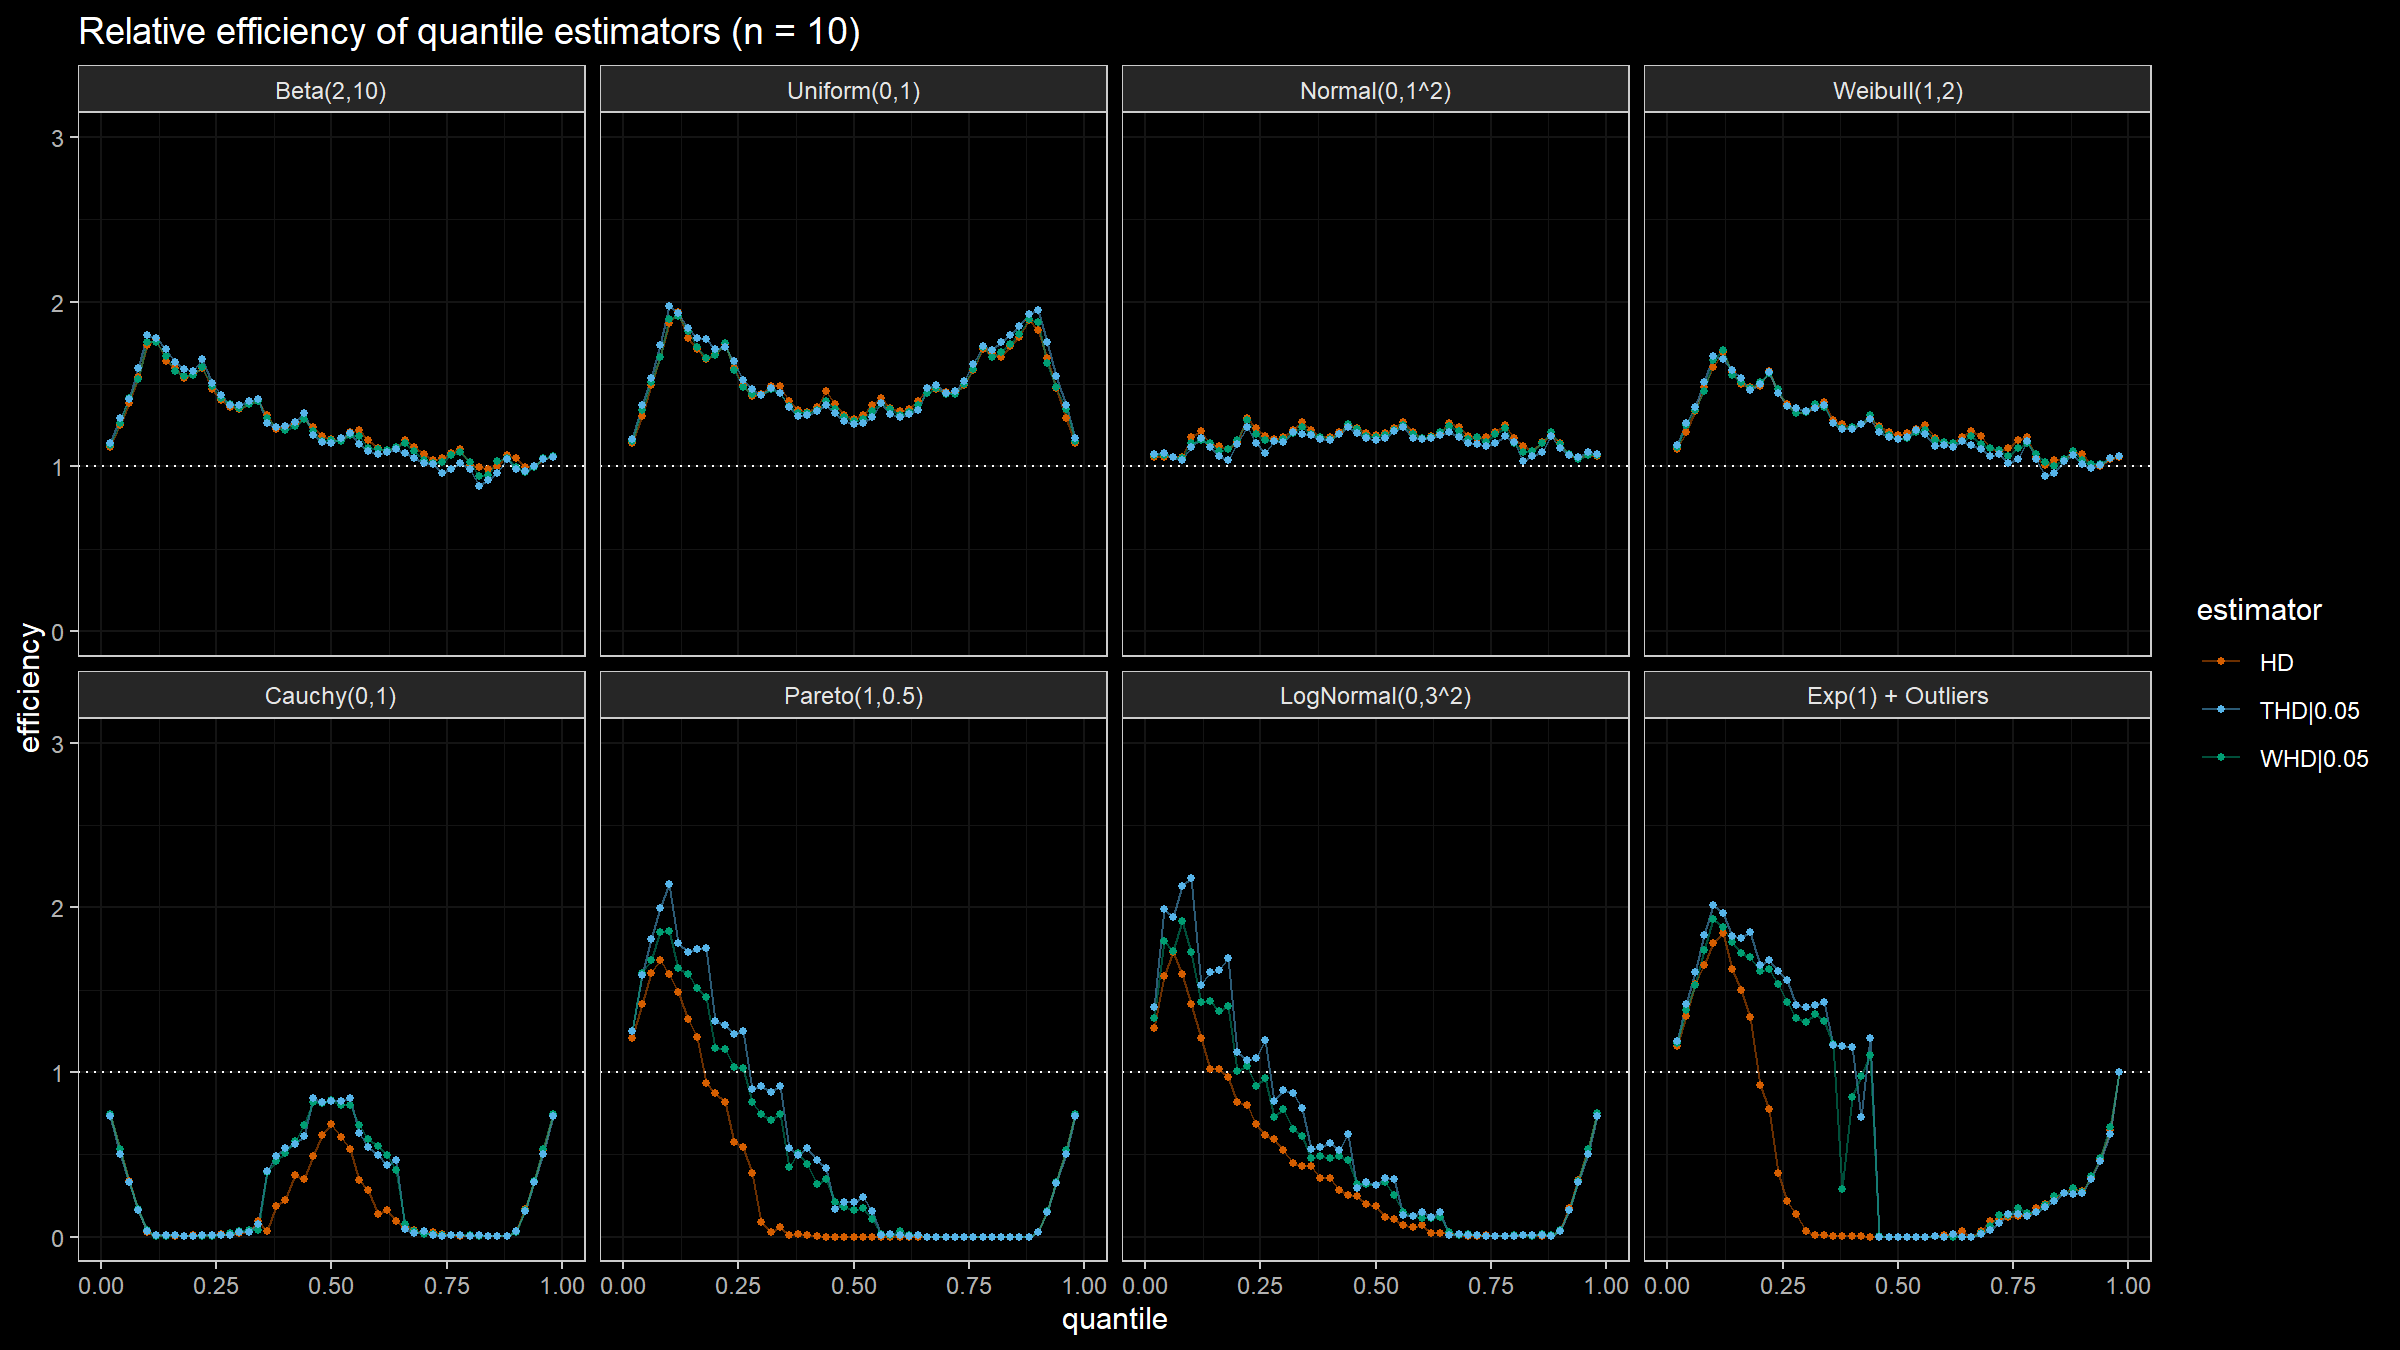 Relative efficiency of quantile estimators (n = 10)
Beta(2,10)
Uniform(0,1)
Normal(0,1^2)
Weibull(1,2)
3
2
1
0
Cauchy(0,1)
Pareto(1,0.5)
LogNormal(0,3^2)
Exp(1) + Outliers
3
2
1
0
efficiency
0.00 0.25 0.50 0.75 1.00
0.00 0.25 0.50 0.75 1.00
0.00 0.25 0.50 0.75 1.00
0.00 0.25 0.50 0.75 1.00
quantile
estimator
HD
THD|0.05
WHD|0.05